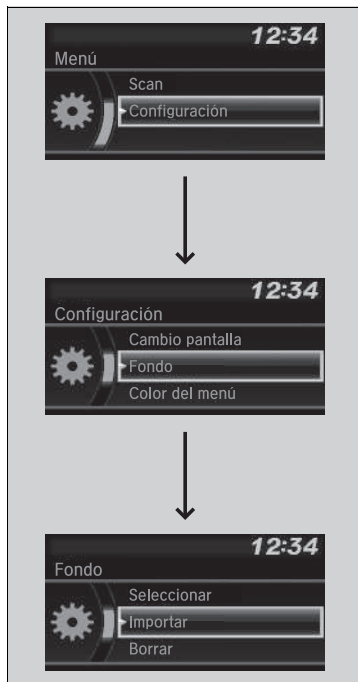 12:34
Menú
Scan
Configuración
12:34
Configuración
Cambio pantalla
Fondo
Color del menú
12:34
Fondo
Seleccionar
Importar
Borrar